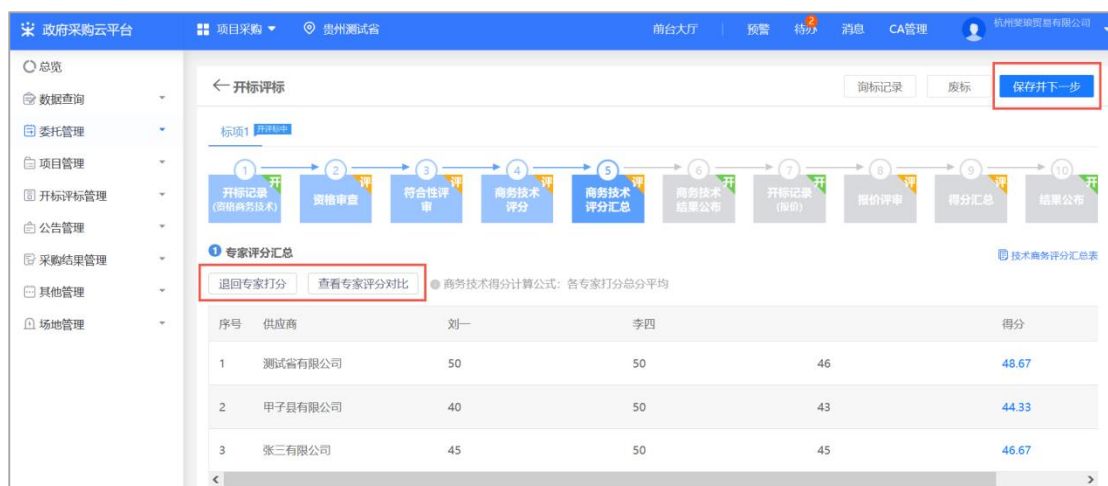 政府采购云平台
项目采购
贵州测试省
前台大厅
预警
待办
2
消息
CA管理
总览
数据查询
委托管理
项目管理
开标评标管理
公告管理
采购结果管理
其他管理
场地管理
开标评标
询标记录
废标
保存并下一步
标项1
开评标中
1
2
3
4
5
6
7
8
9
10
开标记录
(资格商务技术)
开
资格审查
评
符合性评
审
评
商务技术
评分
评
商务技术
评分汇总
评
商务技术
结果公布
开
开标记录
(报价)
开
报价评审
评
得分汇总
评
结果公布
开
1 专家评分汇总
技术商务评分汇总表
退回专家打分
查看专家评分对比
商务技术得分计算公式：各专家打分总分平均
序号 供应商 刘一 李四 得分
1 测试省有限公司 50 50 46 48.67
2 甲子县有限公司 40 50 43 44.33
3 张三有限公司 45 50 45 46.67